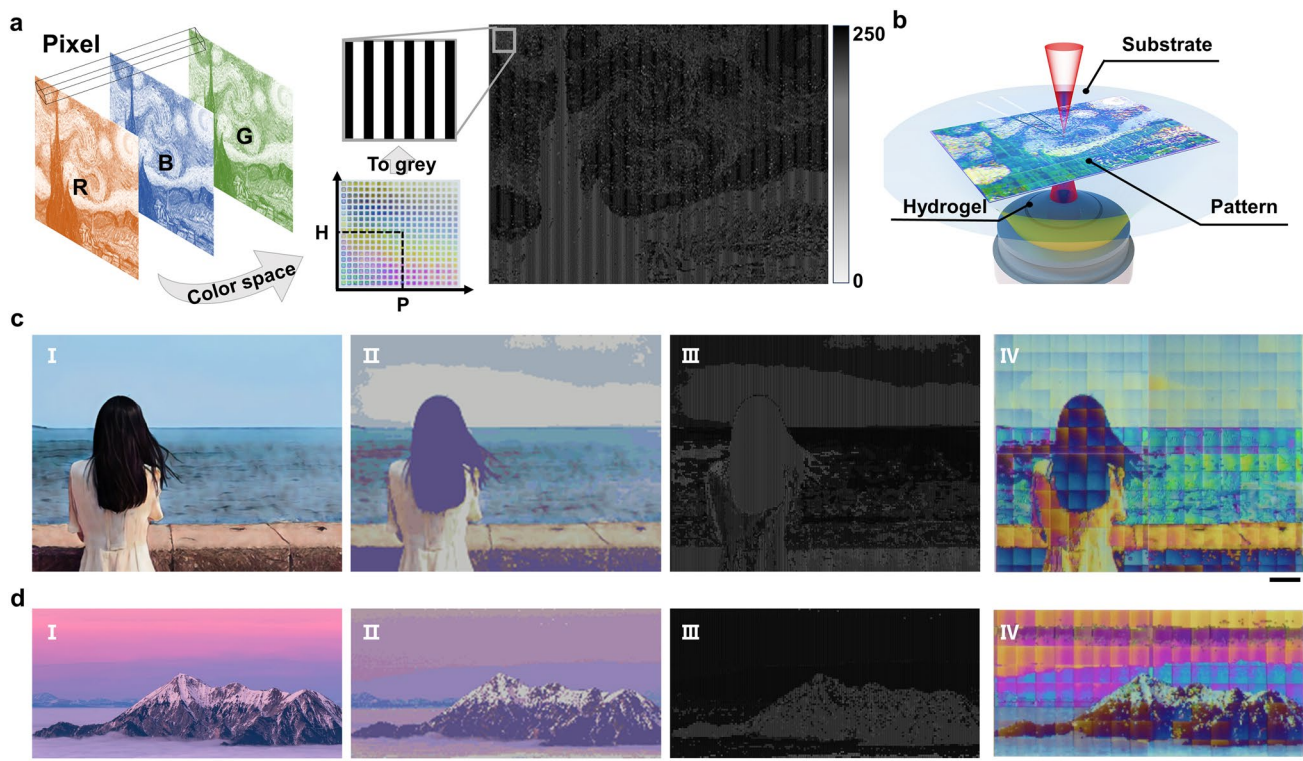 a
Pixel
R
B
G
Color space
To grey
H
P
250
0
b
Substrate
Hydrogel
Pattern
c
I
II
III
IV
d
I
II
III
IV